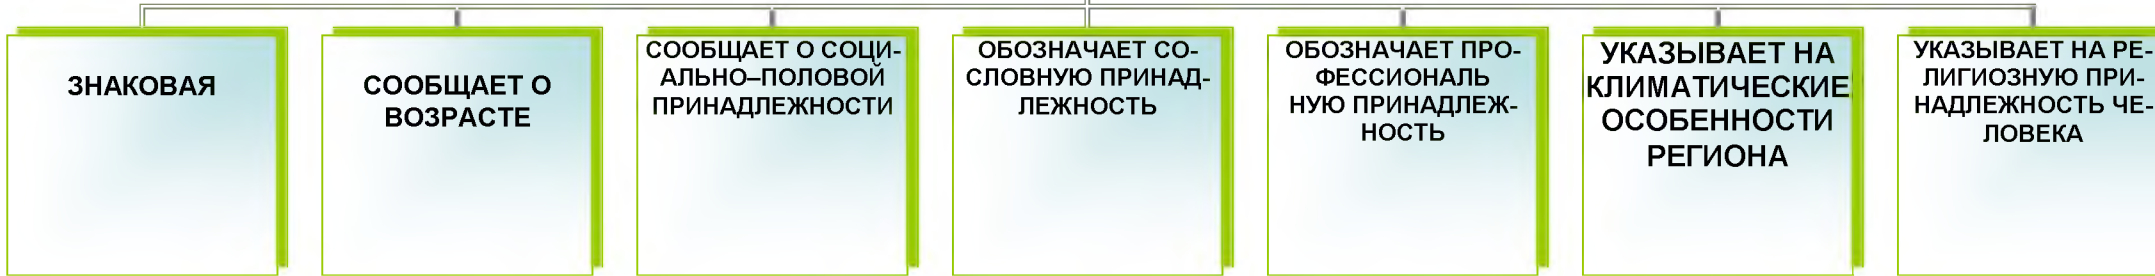 ЗНАКОВАЯ
СООБЩАЕТ О
ВОЗРАСТЕ
СООБЩАЕТ О СОЦИ-
АЛЬНО–ПОЛОВОЙ
ПРИНАДЛЕЖНОСТИ
ОБОЗНАЧАЕТ СО-
СЛОВНУЮ ПРИНАД-
ЛЕЖНОСТЬ
ОБОЗНАЧАЕТ ПРО-
ФЕССИОНАЛЬ
НУЮ ПРИНАДЛЕЖ-
НОСТЬ
УКАЗЫВАЕТ НА
КЛИМАТИЧЕСКИЕ
ОСОБЕННОСТИ
РЕГИОНА
УКАЗЫВАЕТ НА РЕ-
ЛИГИОЗНУЮ ПРИ-
НАДЛЕЖНОСТЬ ЧЕ-
ЛОВЕКА